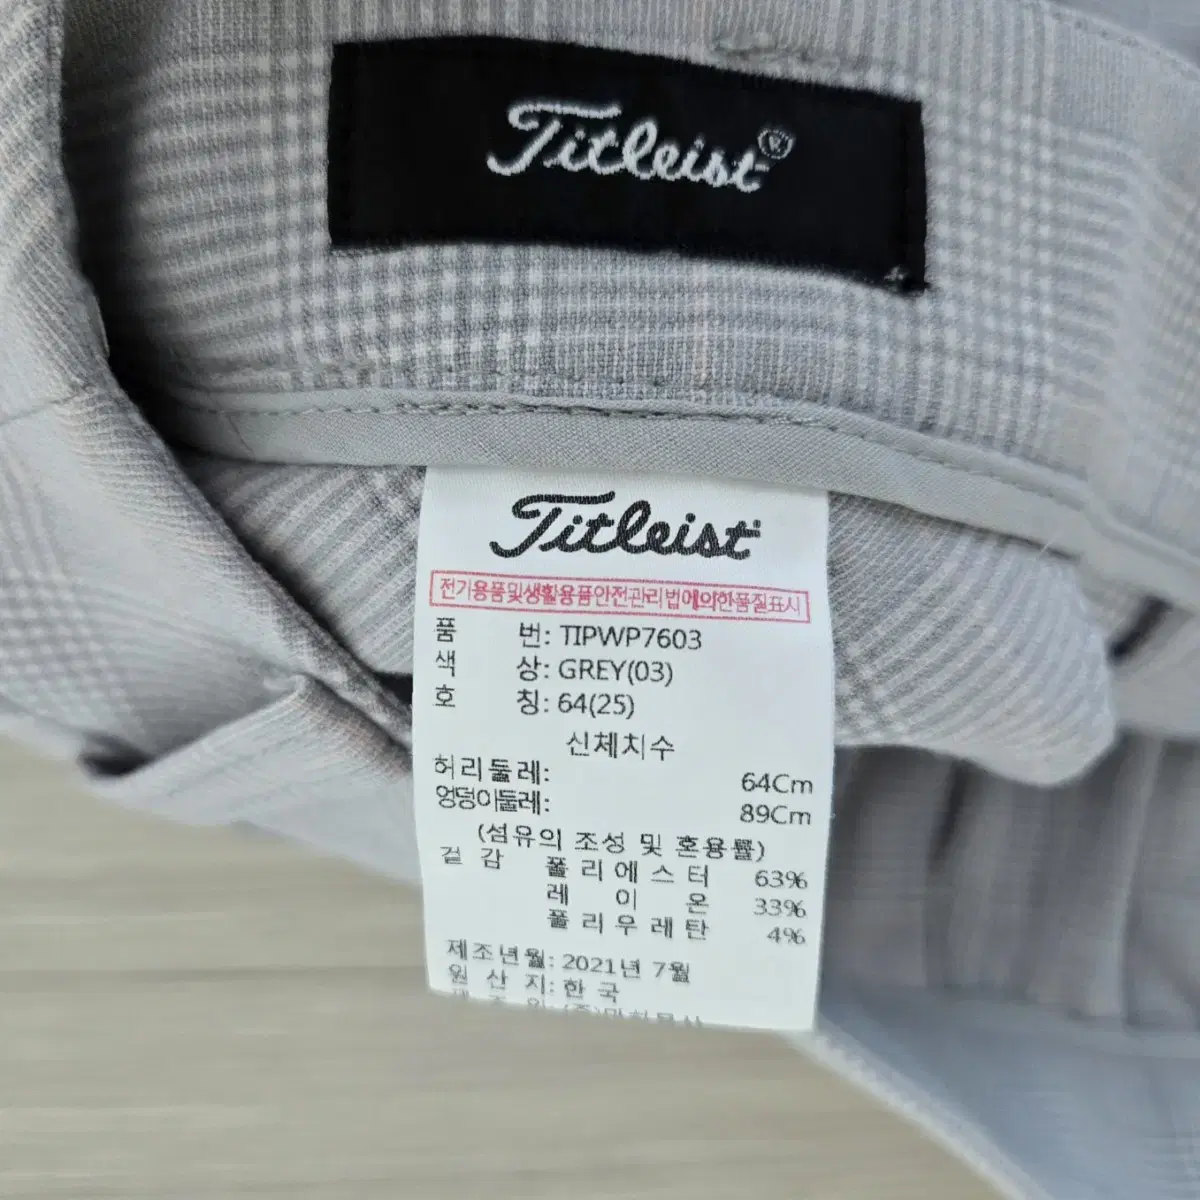 Titleist®
Titleist
전기용품및생활용품안전관리법에의한품질표시
품 번: TIPWP7603
색 상: GREY(03)
호 칭: 64(25)
신체치수
허리둘레: 64Cm
엉덩이둘레: 89Cm
(섬유의 조성 및 혼용률)
겉감 폴리에스터 63%
레이온 33%
폴리우레탄 4%
제조년월: 2021년 7월
원산지: 한국